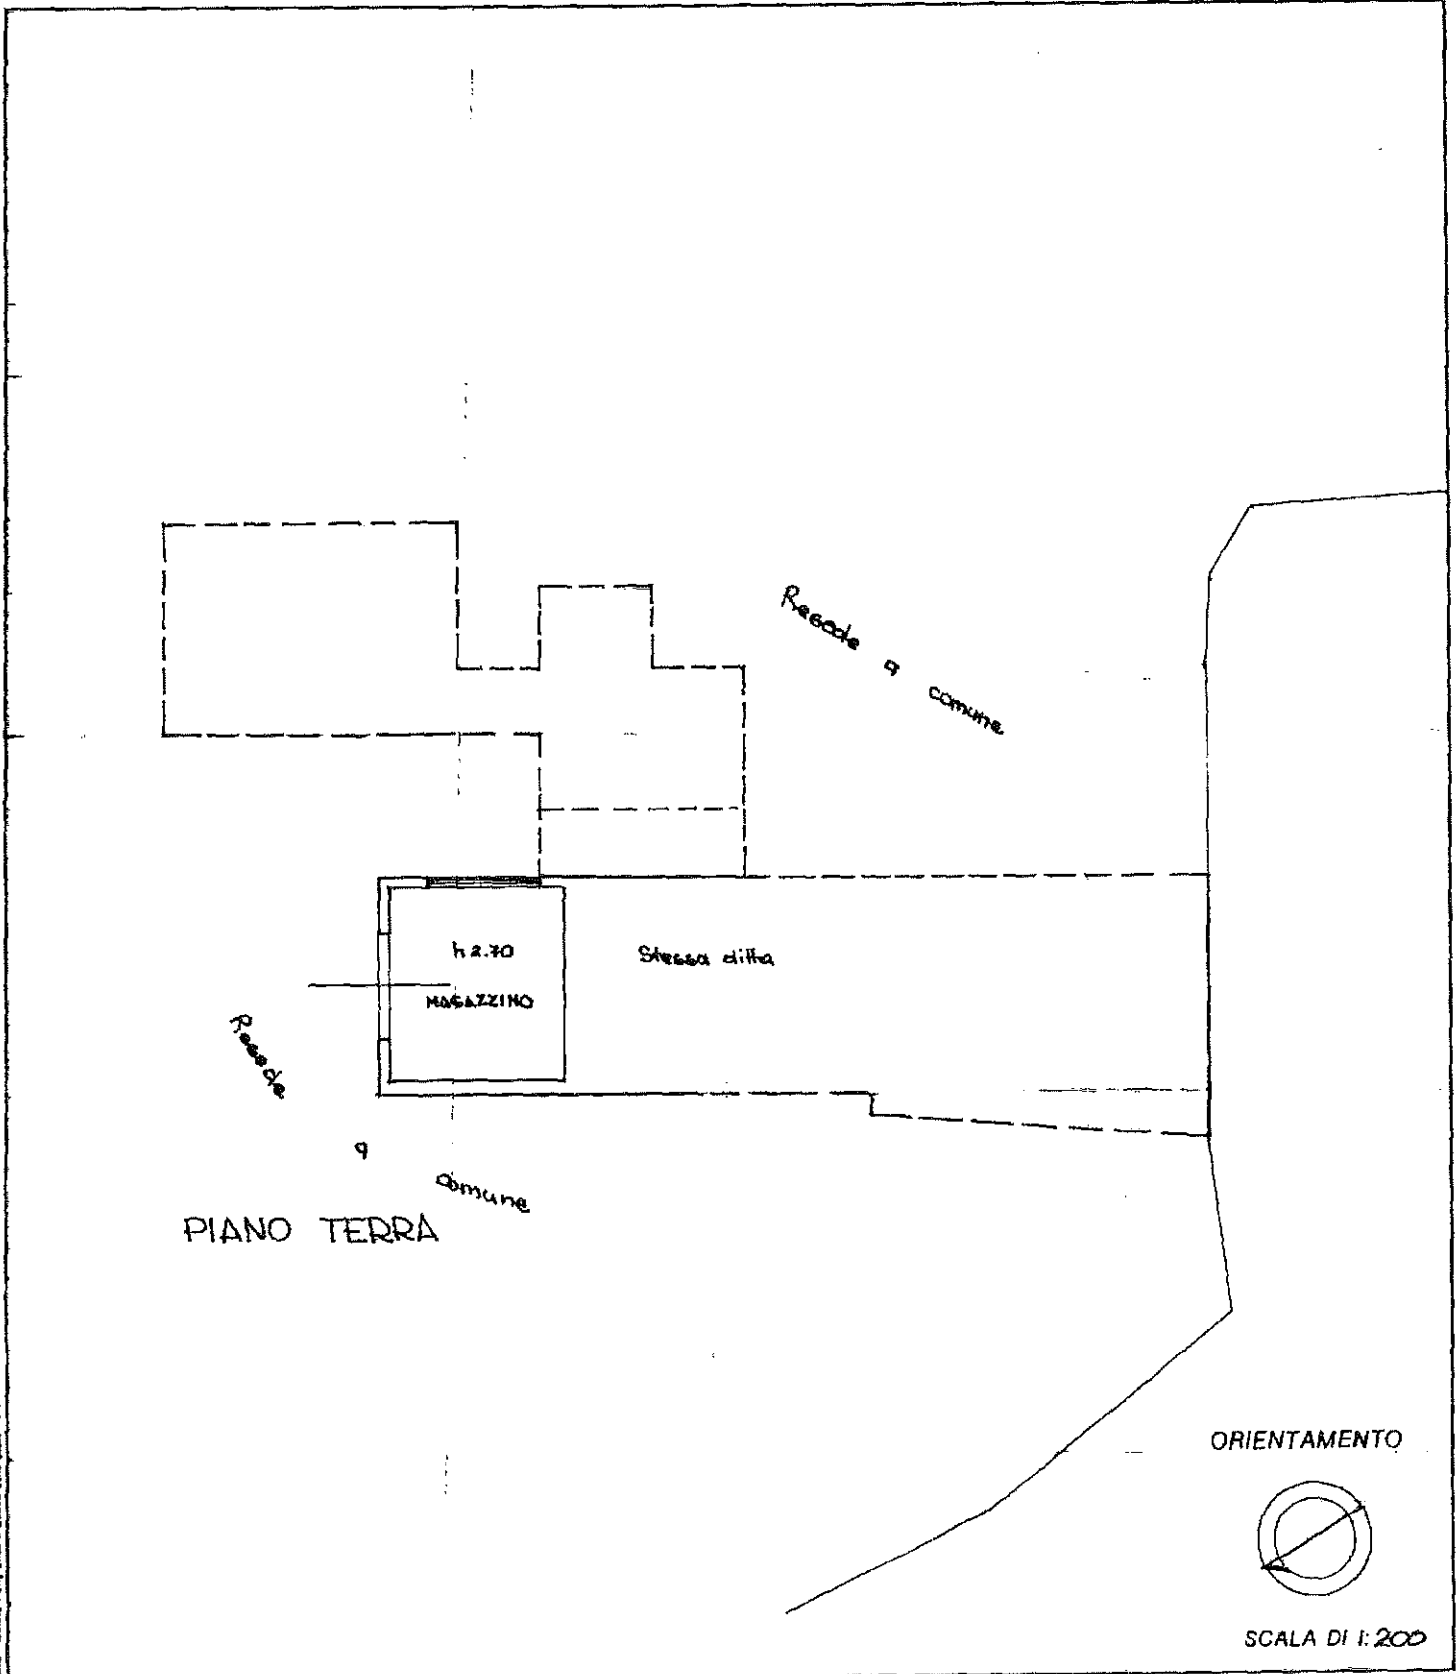 Resede a comune
h 2.70
MAGAZZINO
Stessa ditta
Resede a comune
PIANO TERRA
ORIENTAMENTO
SCALA DI 1:200